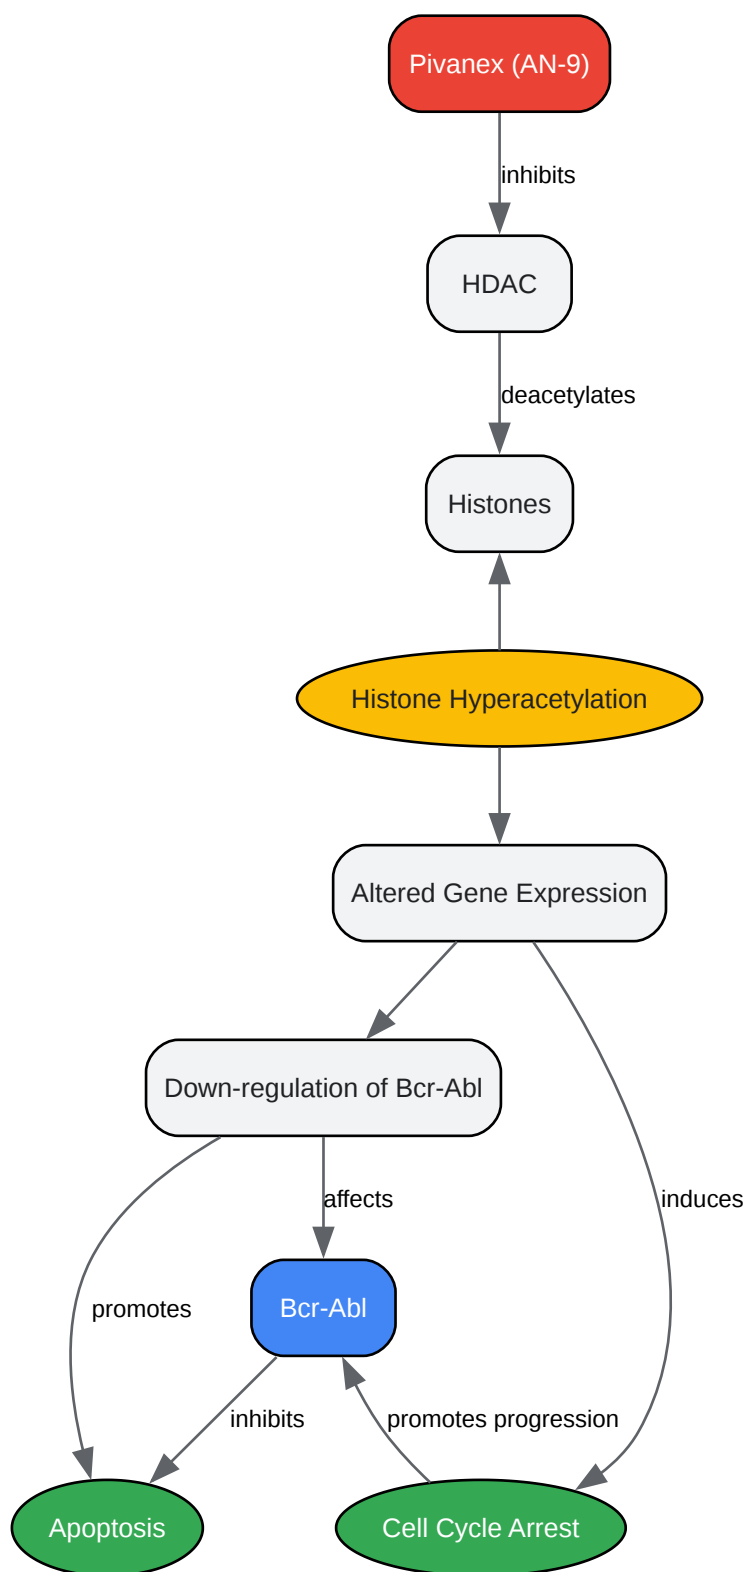 Pivanex (AN-9)
inhibits
HDAC
deacetylates
Histones
Histone Hyperacetylation
Altered Gene Expression
Down-regulation of Bcr-Abl
affects
induces
promotes
Bcr-Abl
inhibits
promotes progression
Apoptosis
Cell Cycle Arrest